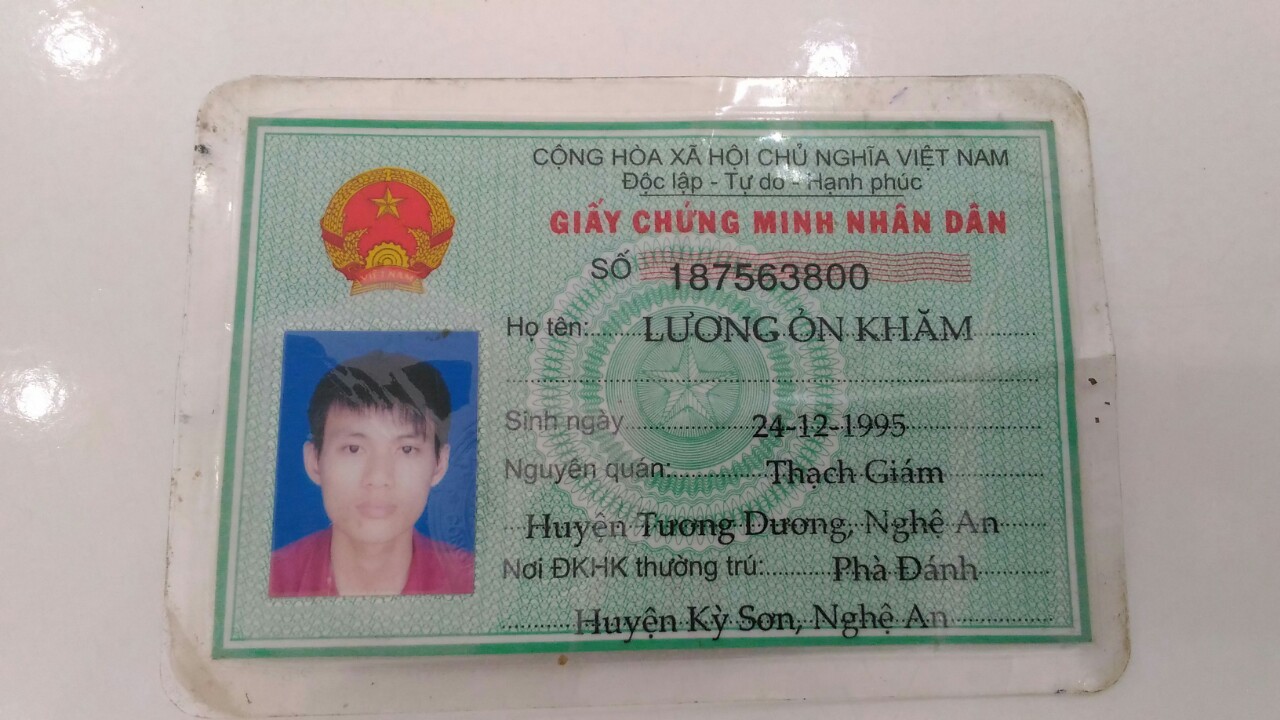 CỘNG HÒA XÃ HỘI CHỦ NGHĨA VIỆT NAM
Độc lập - Tự do - Hạnh phúc
GIẤY CHỨNG MINH NHÂN DÂN
SỐ 187563800
VIỆT NAM
Họ tên: LƯƠNG ỎN KHĂM
Sinh ngày 24-12-1995
Nguyên quán: Thạch Giám
Huyện Tương Dương, Nghệ An
Nơi ĐKHK thường trú: Phà Đánh
Huyện Kỳ Sơn, Nghệ An